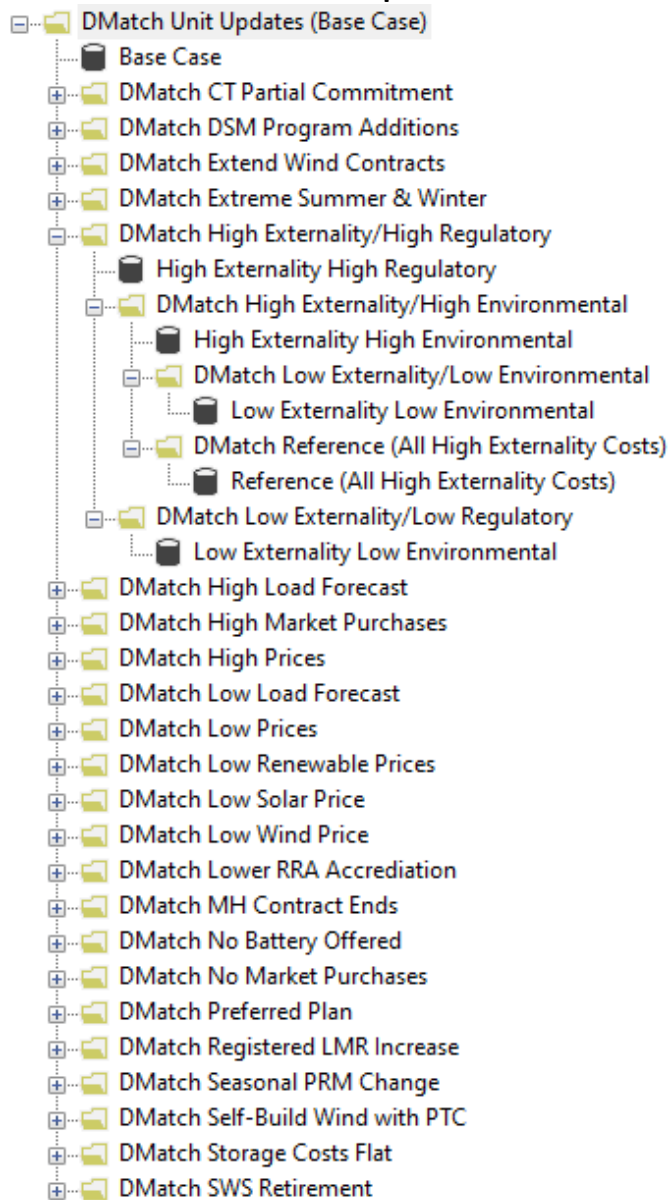 DMatch Unit Updates (Base Case)
Base Case
DMatch CT Partial Commitment
DMatch DSM Program Additions
DMatch Extend Wind Contracts
DMatch Extreme Summer & Winter
DMatch High Externality/High Regulatory
High Externality High Regulatory
DMatch High Externality/High Environmental
High Externality High Environmental
DMatch Low Externality/Low Environmental
Low Externality Low Environmental
DMatch Reference (All High Externality Costs)
Reference (All High Externality Costs)
DMatch Low Externality/Low Regulatory
Low Externality Low Environmental
DMatch High Load Forecast
DMatch High Market Purchases
DMatch High Prices
DMatch Low Load Forecast
DMatch Low Prices
DMatch Low Renewable Prices
DMatch Low Solar Price
DMatch Low Wind Price
DMatch Lower RRA Accrediation
DMatch MH Contract Ends
DMatch No Battery Offered
DMatch No Market Purchases
DMatch Preferred Plan
DMatch Registered LMR Increase
DMatch Seasonal PRM Change
DMatch Self-Build Wind with PTC
DMatch Storage Costs Flat
DMatch SWS Retirement